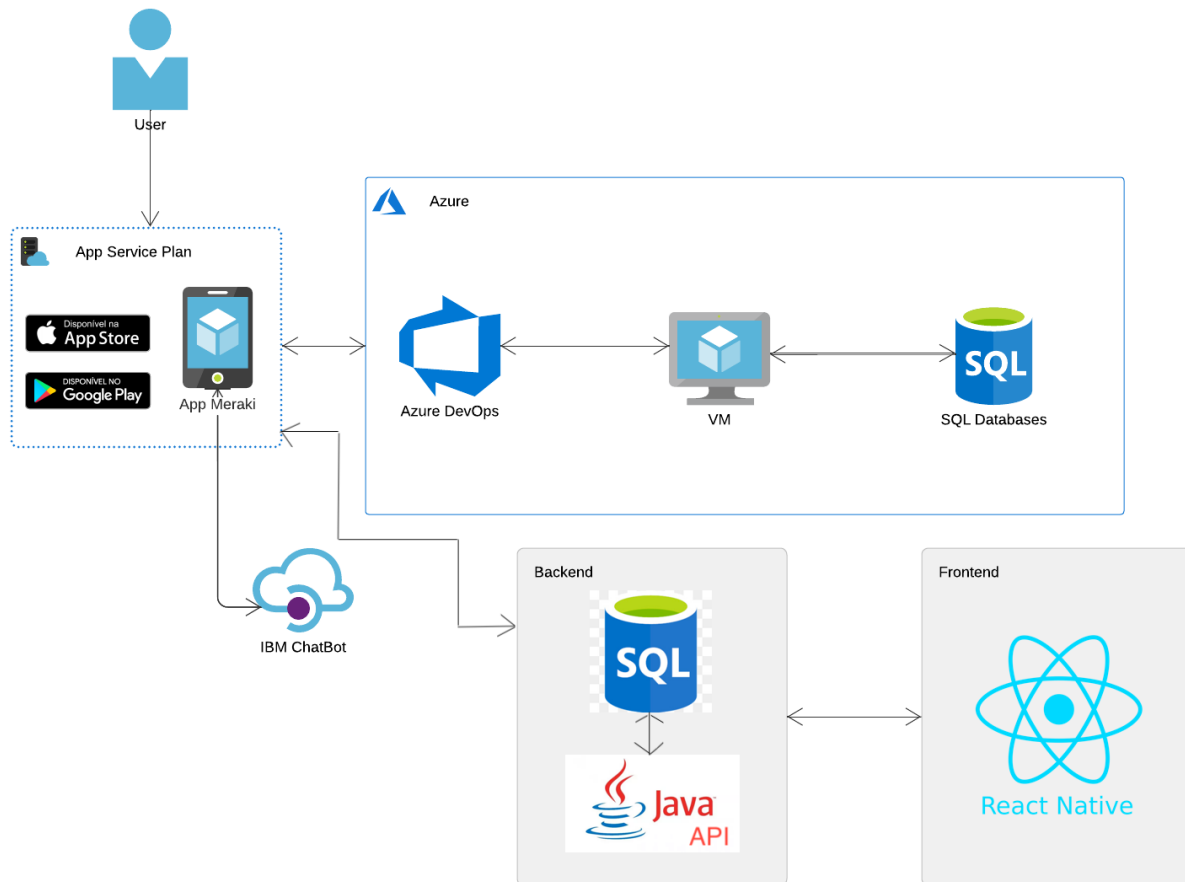 User
Azure
App Service Plan
Disponível na
App Store
DISPONÍVEL NO
Google Play
App Meraki
Azure DevOps
VM
SQL
SQL Databases
IBM ChatBot
Backend
SQL
Java
API
Frontend
React Native